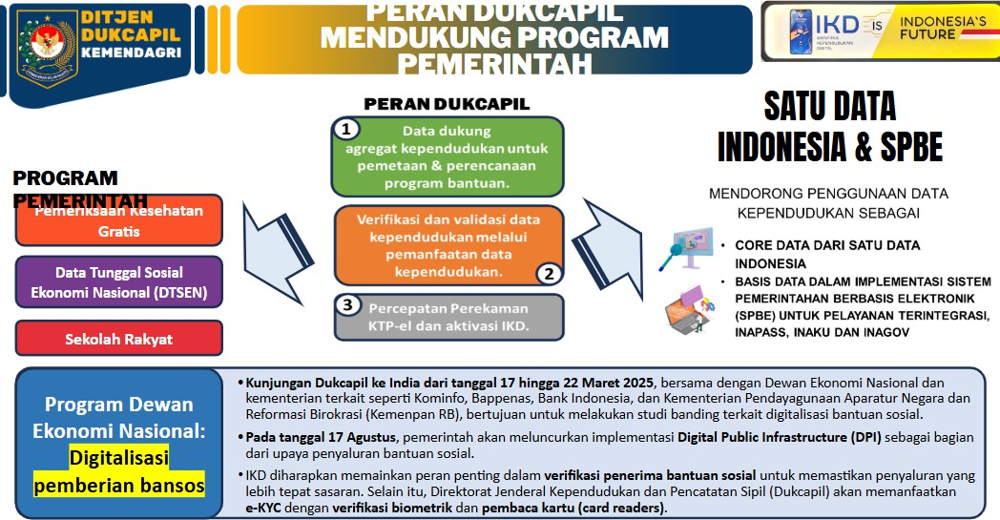 DITJEN
DUKCAPIL
KEMENDAGRI
PERAN DUKCAPIL
MENDUKUNG PROGRAM
PEMERINTAH
IKD
IDENTITAS
KEPENDUDUKAN
DIGITAL
IS
INDONESIA'S
FUTURE
PROGRAM
PEMERINTAH
Pemeriksaan Kesehatan
Gratis
Data Tunggal Sosial
Ekonomi Nasional (DTSEN)
Sekolah Rakyat
PERAN DUKCAPIL
1
Data dukung
agregat kependudukan untuk
pemetaan & perencanaan
program bantuan.
Verifikasi dan validasi data
kependudukan melalui
pemanfaatan data
kependudukan.
2
3
Percepatan Perekaman
KTP-el dan aktivasi IKD.
SATU DATA
INDONESIA & SPBE
MENDORONG PENGGUNAAN DATA
KEPENDUDUKAN SEBAGAI
• CORE DATA DARI SATU DATA
INDONESIA
• BASIS DATA DALAM IMPLEMENTASI SISTEM
PEMERINTAHAN BERBASIS ELEKTRONIK
(SPBE) UNTUK PELAYANAN TERINTEGRASI,
INAPASS, INAKU DAN INAGOV
Program Dewan
Ekonomi Nasional:
Digitalisasi
pemberian bansos
• Kunjungan Dukcapil ke India dari tanggal 17 hingga 22 Maret 2025, bersama dengan Dewan Ekonomi Nasional dan
kementerian terkait seperti Kominfo, Bappenas, Bank Indonesia, dan Kementerian Pendayagunaan Aparatur Negara dan
Reformasi Birokrasi (Kemenpan RB), bertujuan untuk melakukan studi banding terkait digitalisasi bantuan sosial.
• Pada tanggal 17 Agustus, pemerintah akan meluncurkan implementasi Digital Public Infrastructure (DPI) sebagai bagian
dari upaya penyaluran bantuan sosial.
• IKD diharapkan memainkan peran penting dalam verifikasi penerima bantuan sosial untuk memastikan penyaluran yang
lebih tepat sasaran. Selain itu, Direktorat Jenderal Kependudukan dan Pencatatan Sipil (Dukcapil) akan memanfaatkan
e-KYC dengan verifikasi biometrik dan pembaca kartu (card readers).